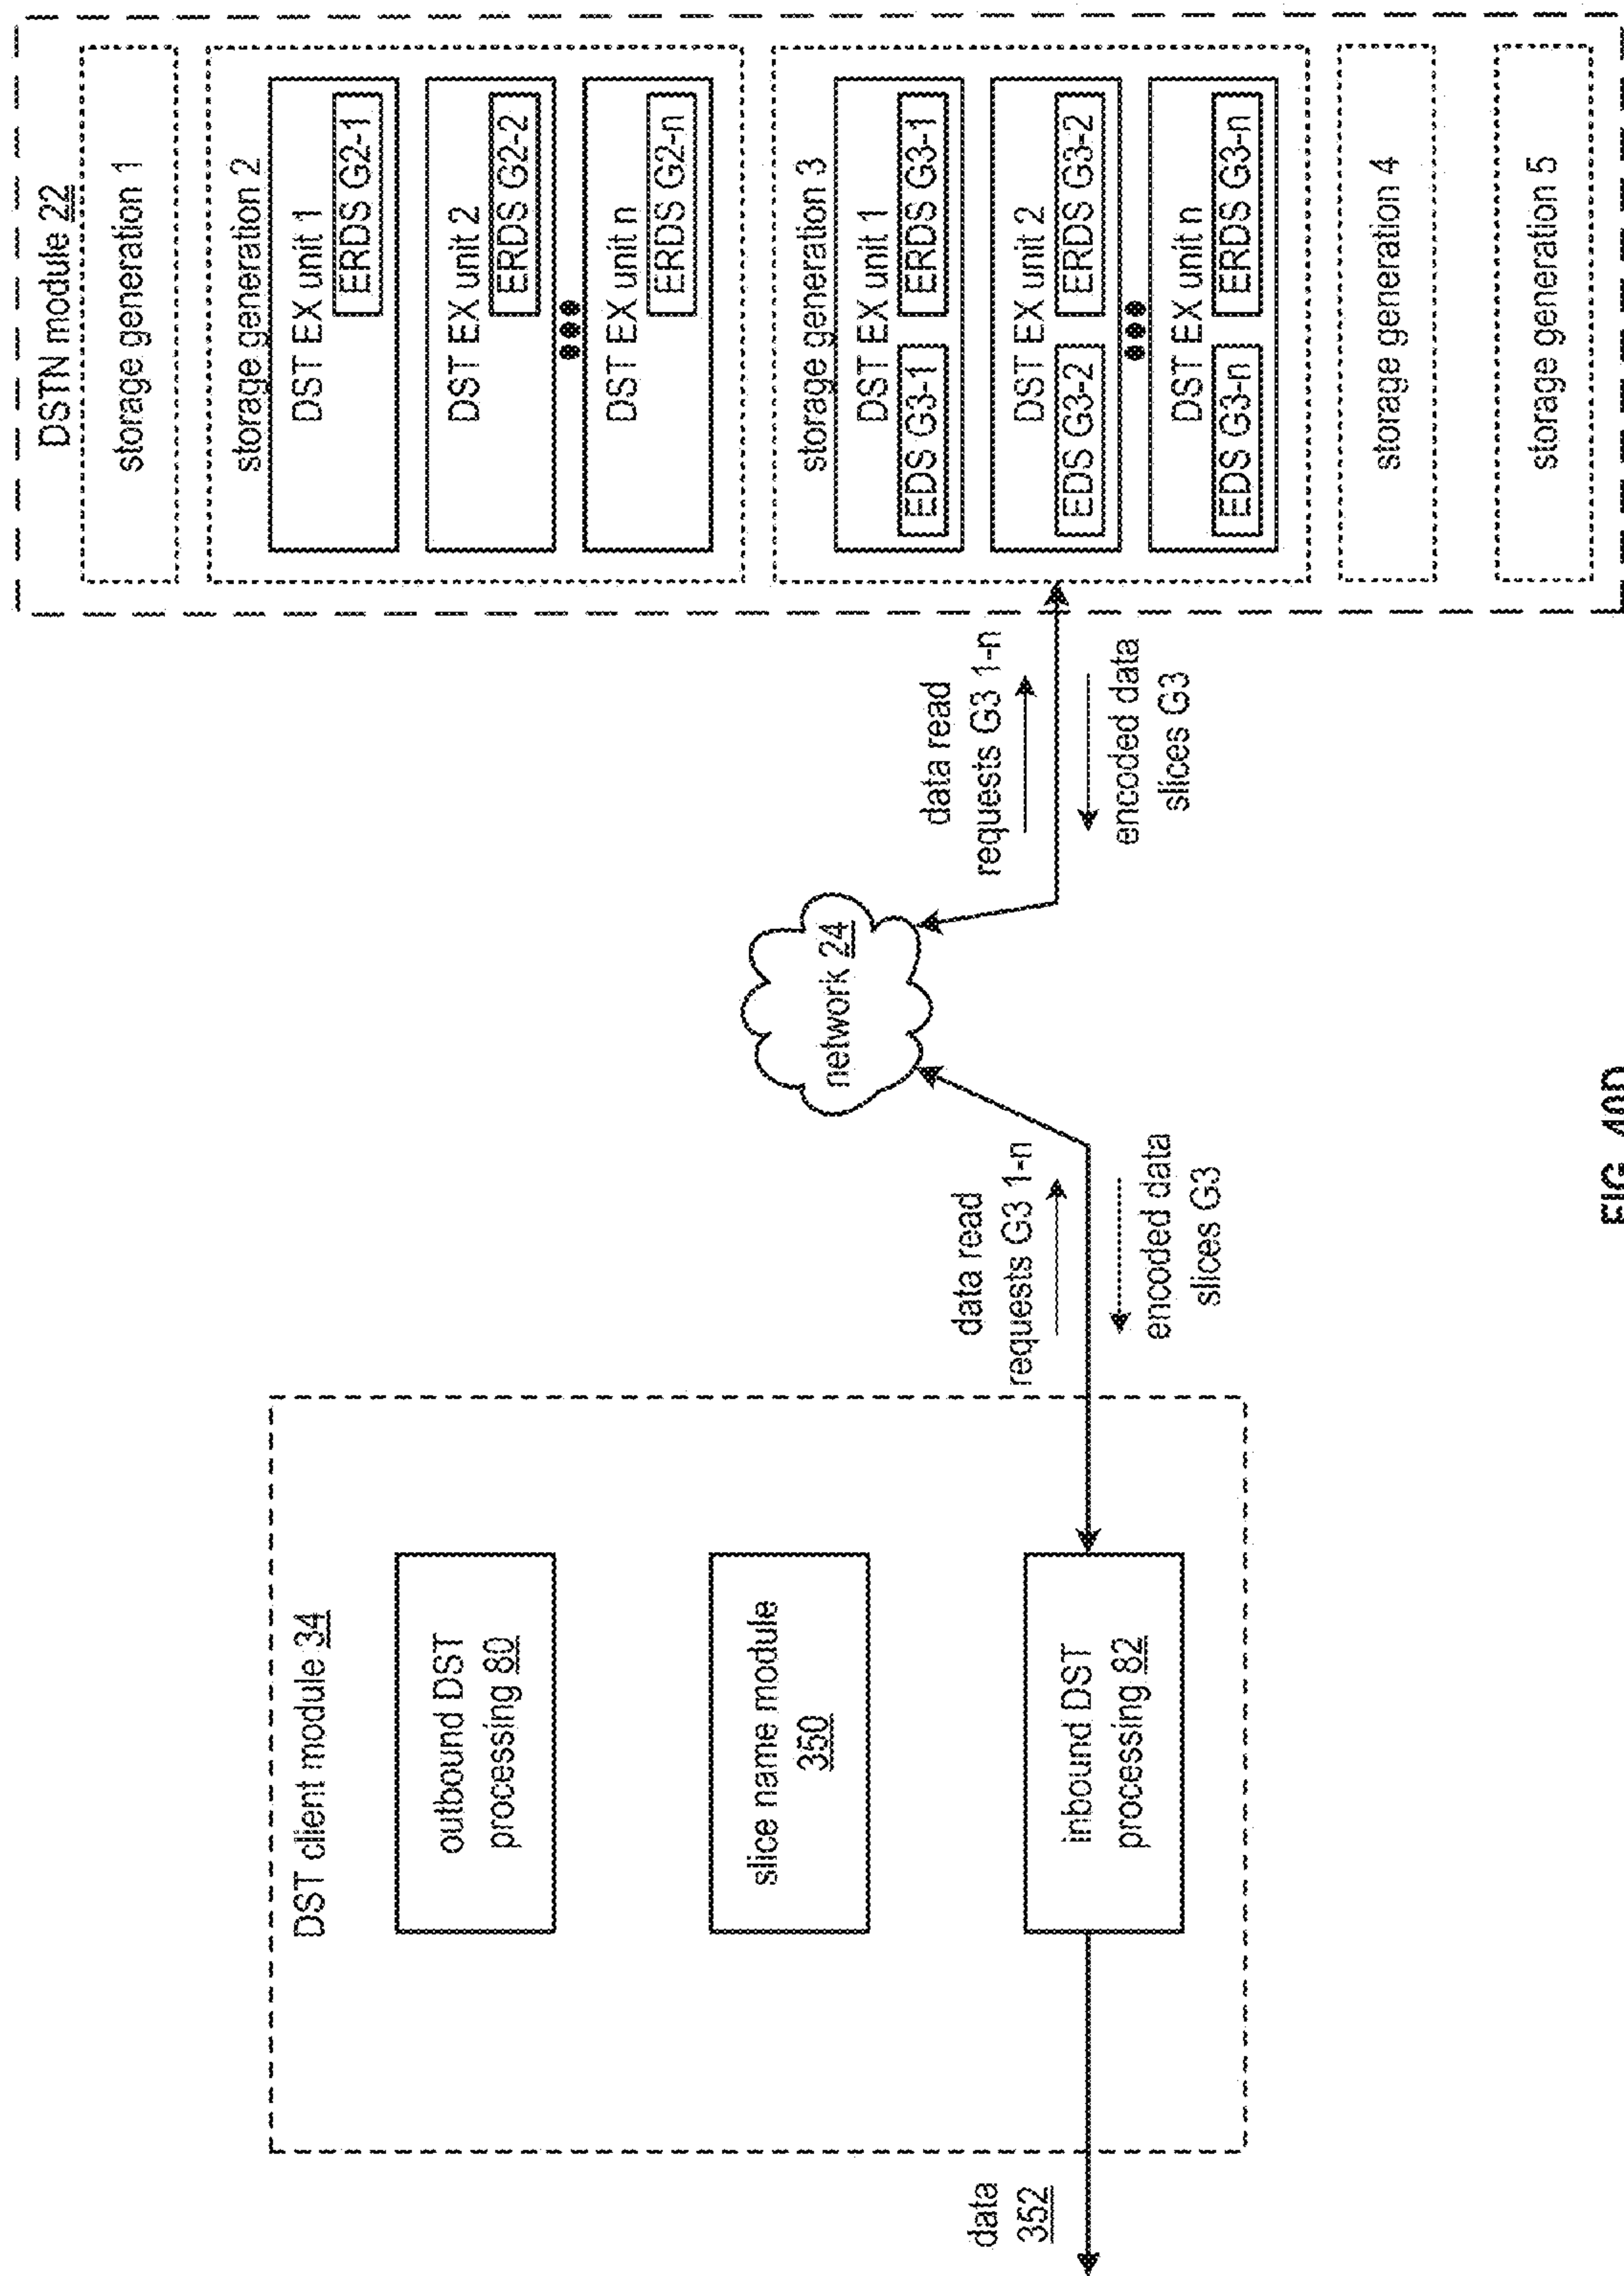 DST client module 34
outbound DST
processing 80
slice name module
350
inbound DST
processing 82
data
352
data read
requests G3 1-n
encoded data
slices G3
network 24
data read
requests G3 1-n
encoded data
slices G3
DSTN module 22
storage generation 1
storage generation 2
DST EX unit 1
ERDS G2-1
DST EX unit 2
ERDS G2-2
DST EX unit n
ERDS G2-n
storage generation 3
DST EX unit 1
EDS G3-1
ERDS G3-1
DST EX unit 2
EDS G3-2
ERDS G3-2
DST EX unit n
EDS G3-n
ERDS G3-n
storage generation 4
storage generation 5
FIG. 40D